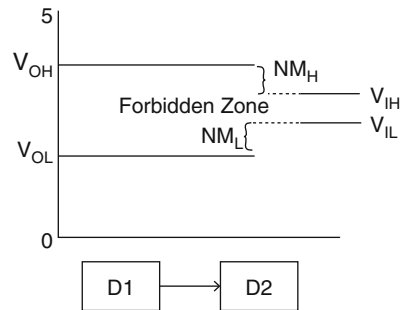 5
V_OH
NM_H
Forbidden Zone
V_IH
V_IL
NM_L
V_OL
0
D1
D2